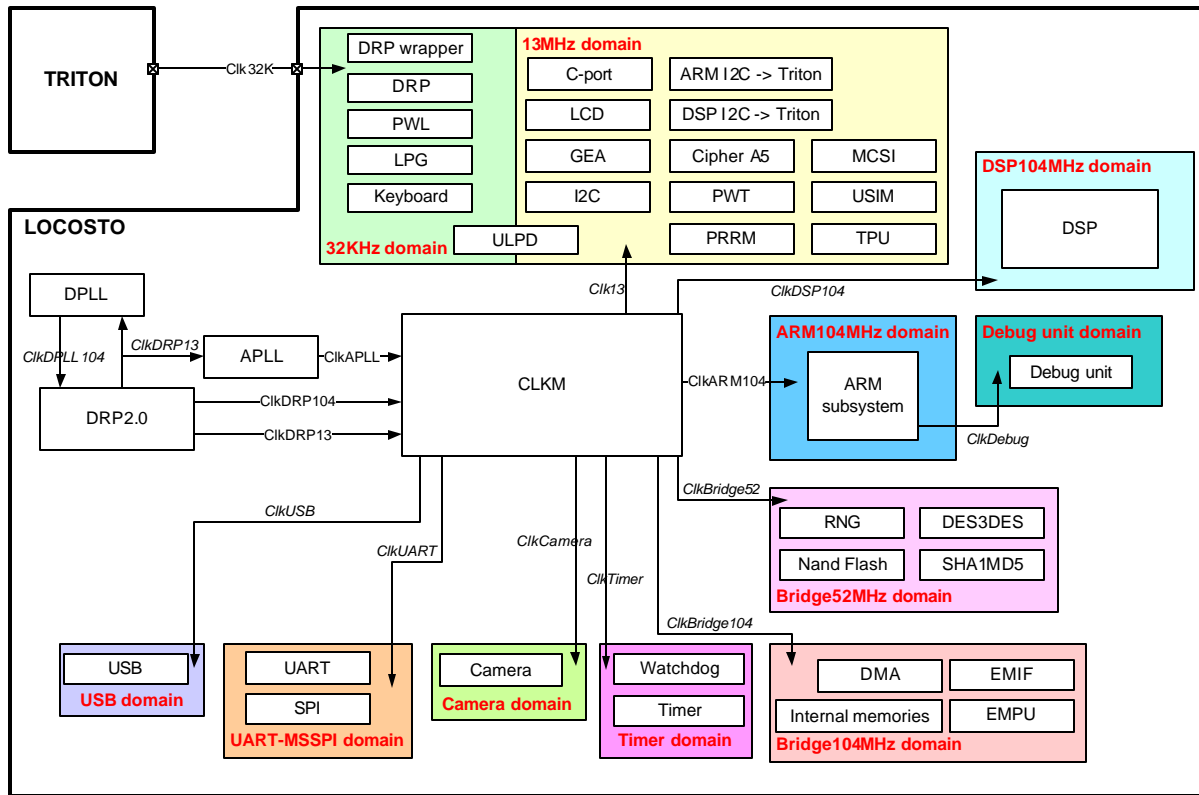 TRITON
Clk 32K
DRP wrapper
DRP
PWL
LPG
Keyboard
32KHz domain
ULPD
13MHz domain
C-port
ARM I2C -> Triton
LCD
DSP I2C -> Triton
GEA
Cipher A5
MCSI
I2C
PWT
USIM
PRRM
TPU
DSP104MHz domain
DSP
LOCOSTO
DPLL
ClkDPLL 104
ClkDRP13
APLL
ClkAPLL
DRP2.0
ClkDRP104
ClkDRP13
CLKM
Clk13
ClkDSP104
ClkARM104
ARM104MHz domain
ARM
subsystem
Debug unit domain
Debug unit
ClkDebug
ClkUSB
ClkUART
ClkCamera
ClkTimer
ClkBridge52
ClkBridge104
RNG
DES3DES
Nand Flash
SHA1MD5
Bridge52MHz domain
USB
USB domain
UART
SPI
UART-MSSPI domain
Camera
Camera domain
Watchdog
Timer
Timer domain
DMA
EMIF
Internal memories
EMPU
Bridge104MHz domain